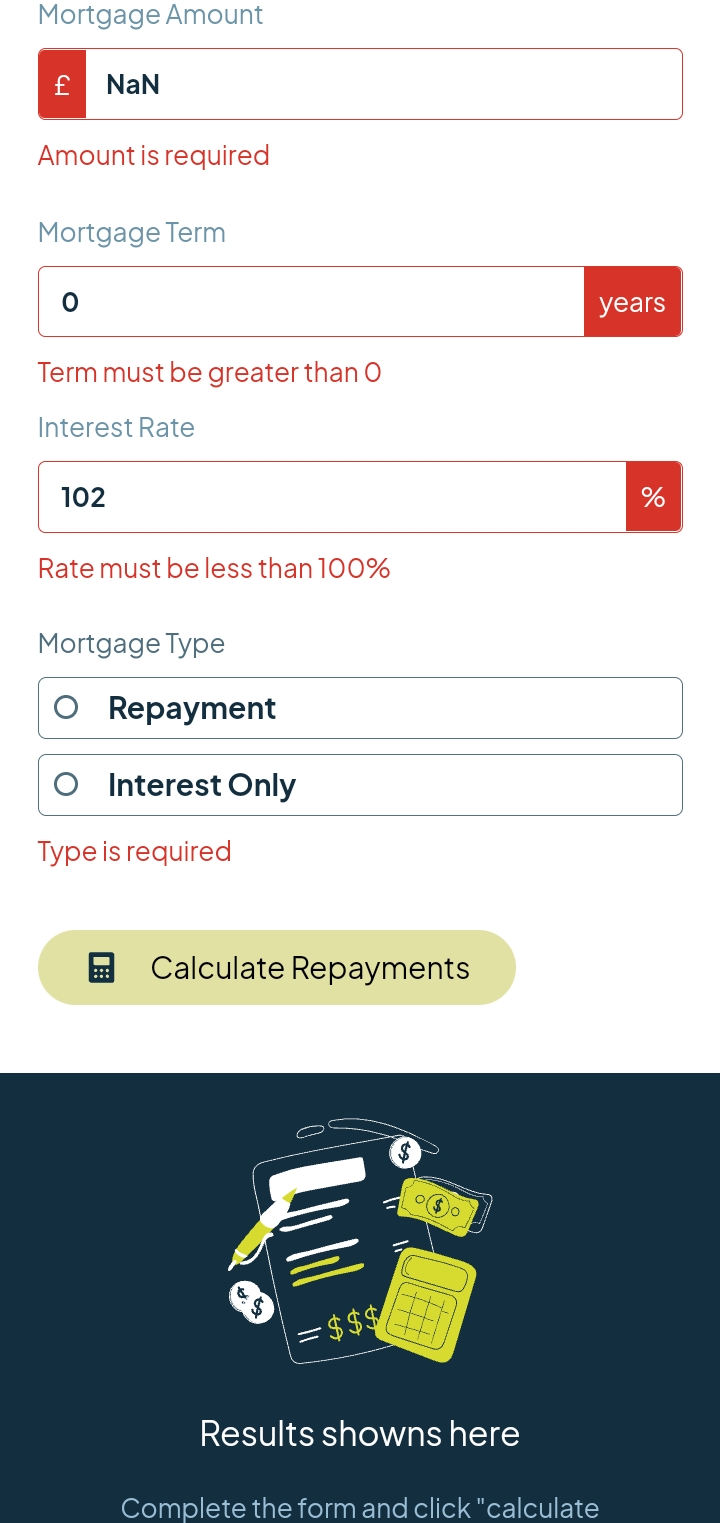 Mortgage Amount
£ NaN
Amount is required
Mortgage Term
0 years
Term must be greater than 0
Interest Rate
102 %
Rate must be less than 100%
Mortgage Type
Repayment
Interest Only
Type is required
Calculate Repayments
$
$
$ $
$$$
Results showns here
Complete the form and click "calculate